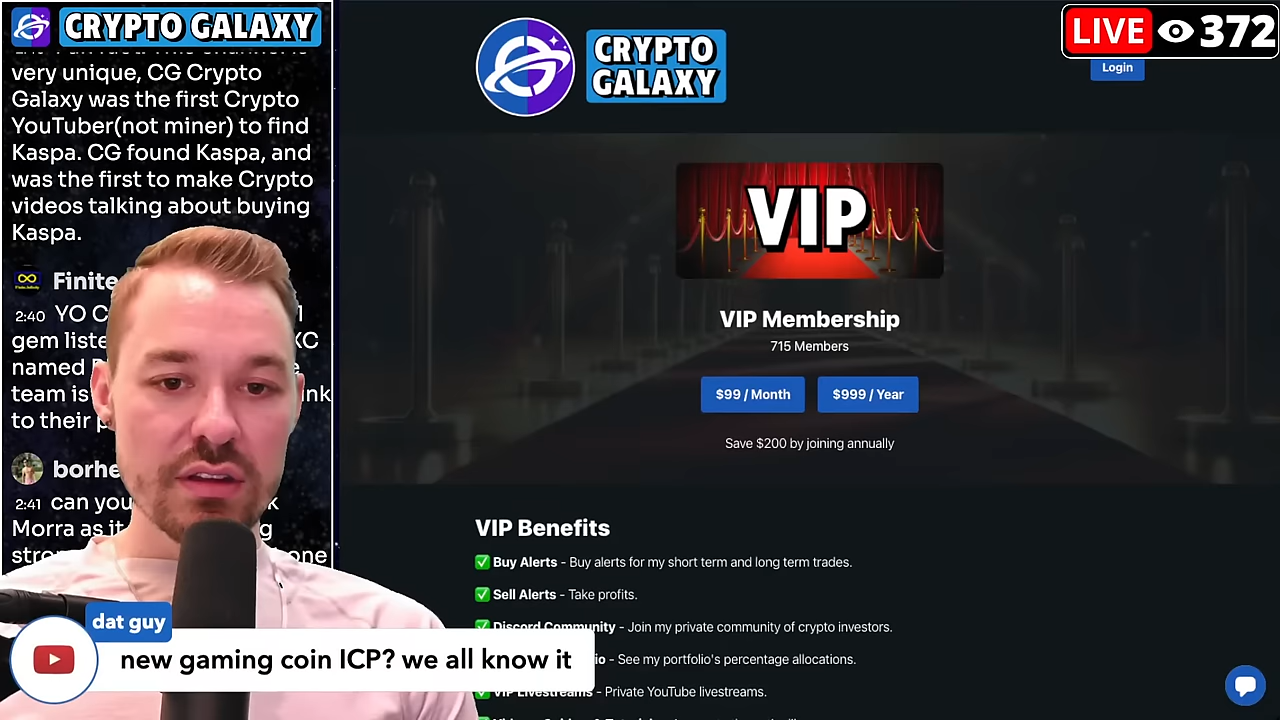 CRYPTO GALAXY
very unique, CG Crypto
Galaxy was the first Crypto
YouTuber(not miner) to find
Kaspa. CG found Kaspa, and
was the first to make Crypto
videos talking about buying
Kaspa.
Finite
2:40 YO
gem
named
team is
to their
2:41 can you
Morra as it
one
dat guy
new gaming coin ICP? we all know it
CRYPTO
GALAXY
LIVE 372
Login
VIP
VIP Membership
715 Members
$99 / Month
$999 / Year
Save $200 by joining annually
VIP Benefits
Buy Alerts - Buy alerts for my short term and long term trades.
Sell Alerts - Take profits.
Discord Community - Join my private community of crypto investors.
- See my portfolio's percentage allocations.
VIP Livestreams - Private YouTube livestreams.